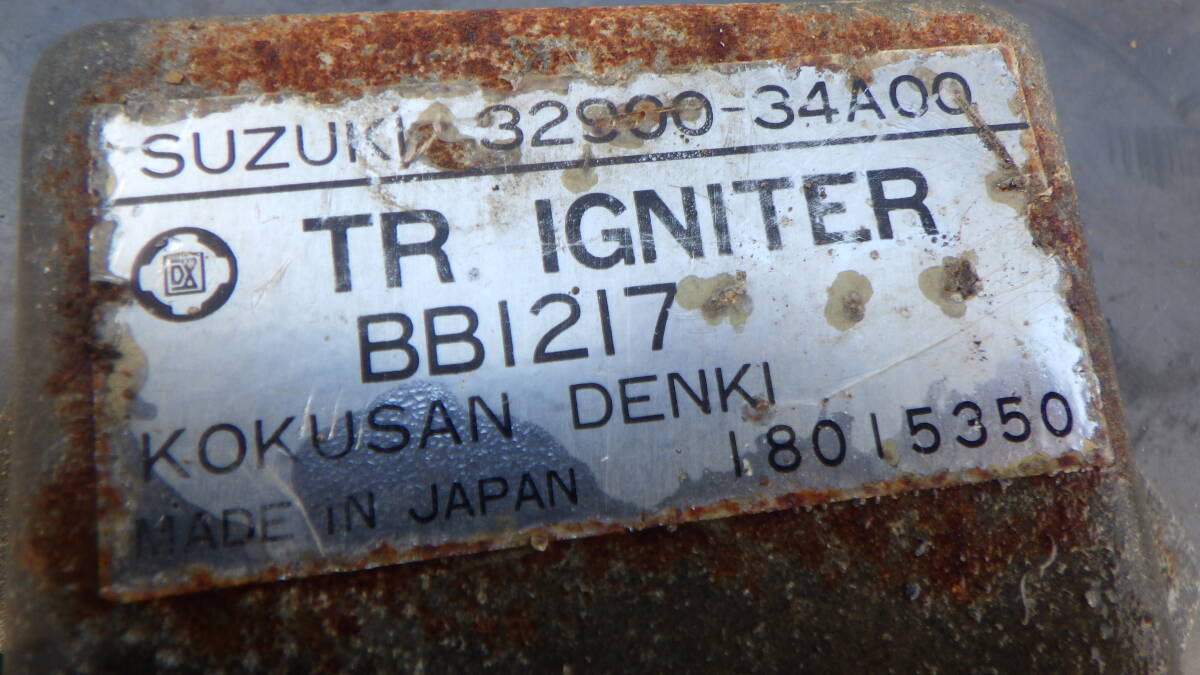 SUZUKI 32900-34A00
DX
TR IGNITER
BB1217
KOKUSAN DENKI
18015350
MADE IN JAPAN